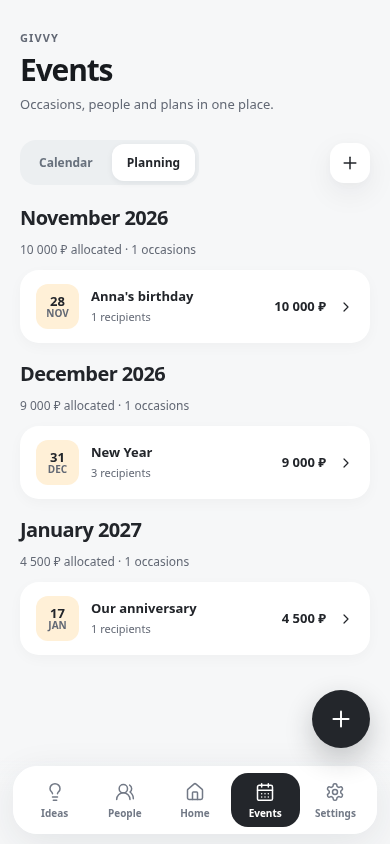 GIVVY
Events
Occasions, people and plans in one place.
Calendar
Planning
November 2026
10 000 ₽ allocated · 1 occasions
28
NOV
Anna's birthday
1 recipients
10 000 ₽
December 2026
9 000 ₽ allocated · 1 occasions
31
DEC
New Year
3 recipients
9 000 ₽
January 2027
4 500 ₽ allocated · 1 occasions
17
JAN
Our anniversary
1 recipients
4 500 ₽
Ideas
People
Home
Events
Settings